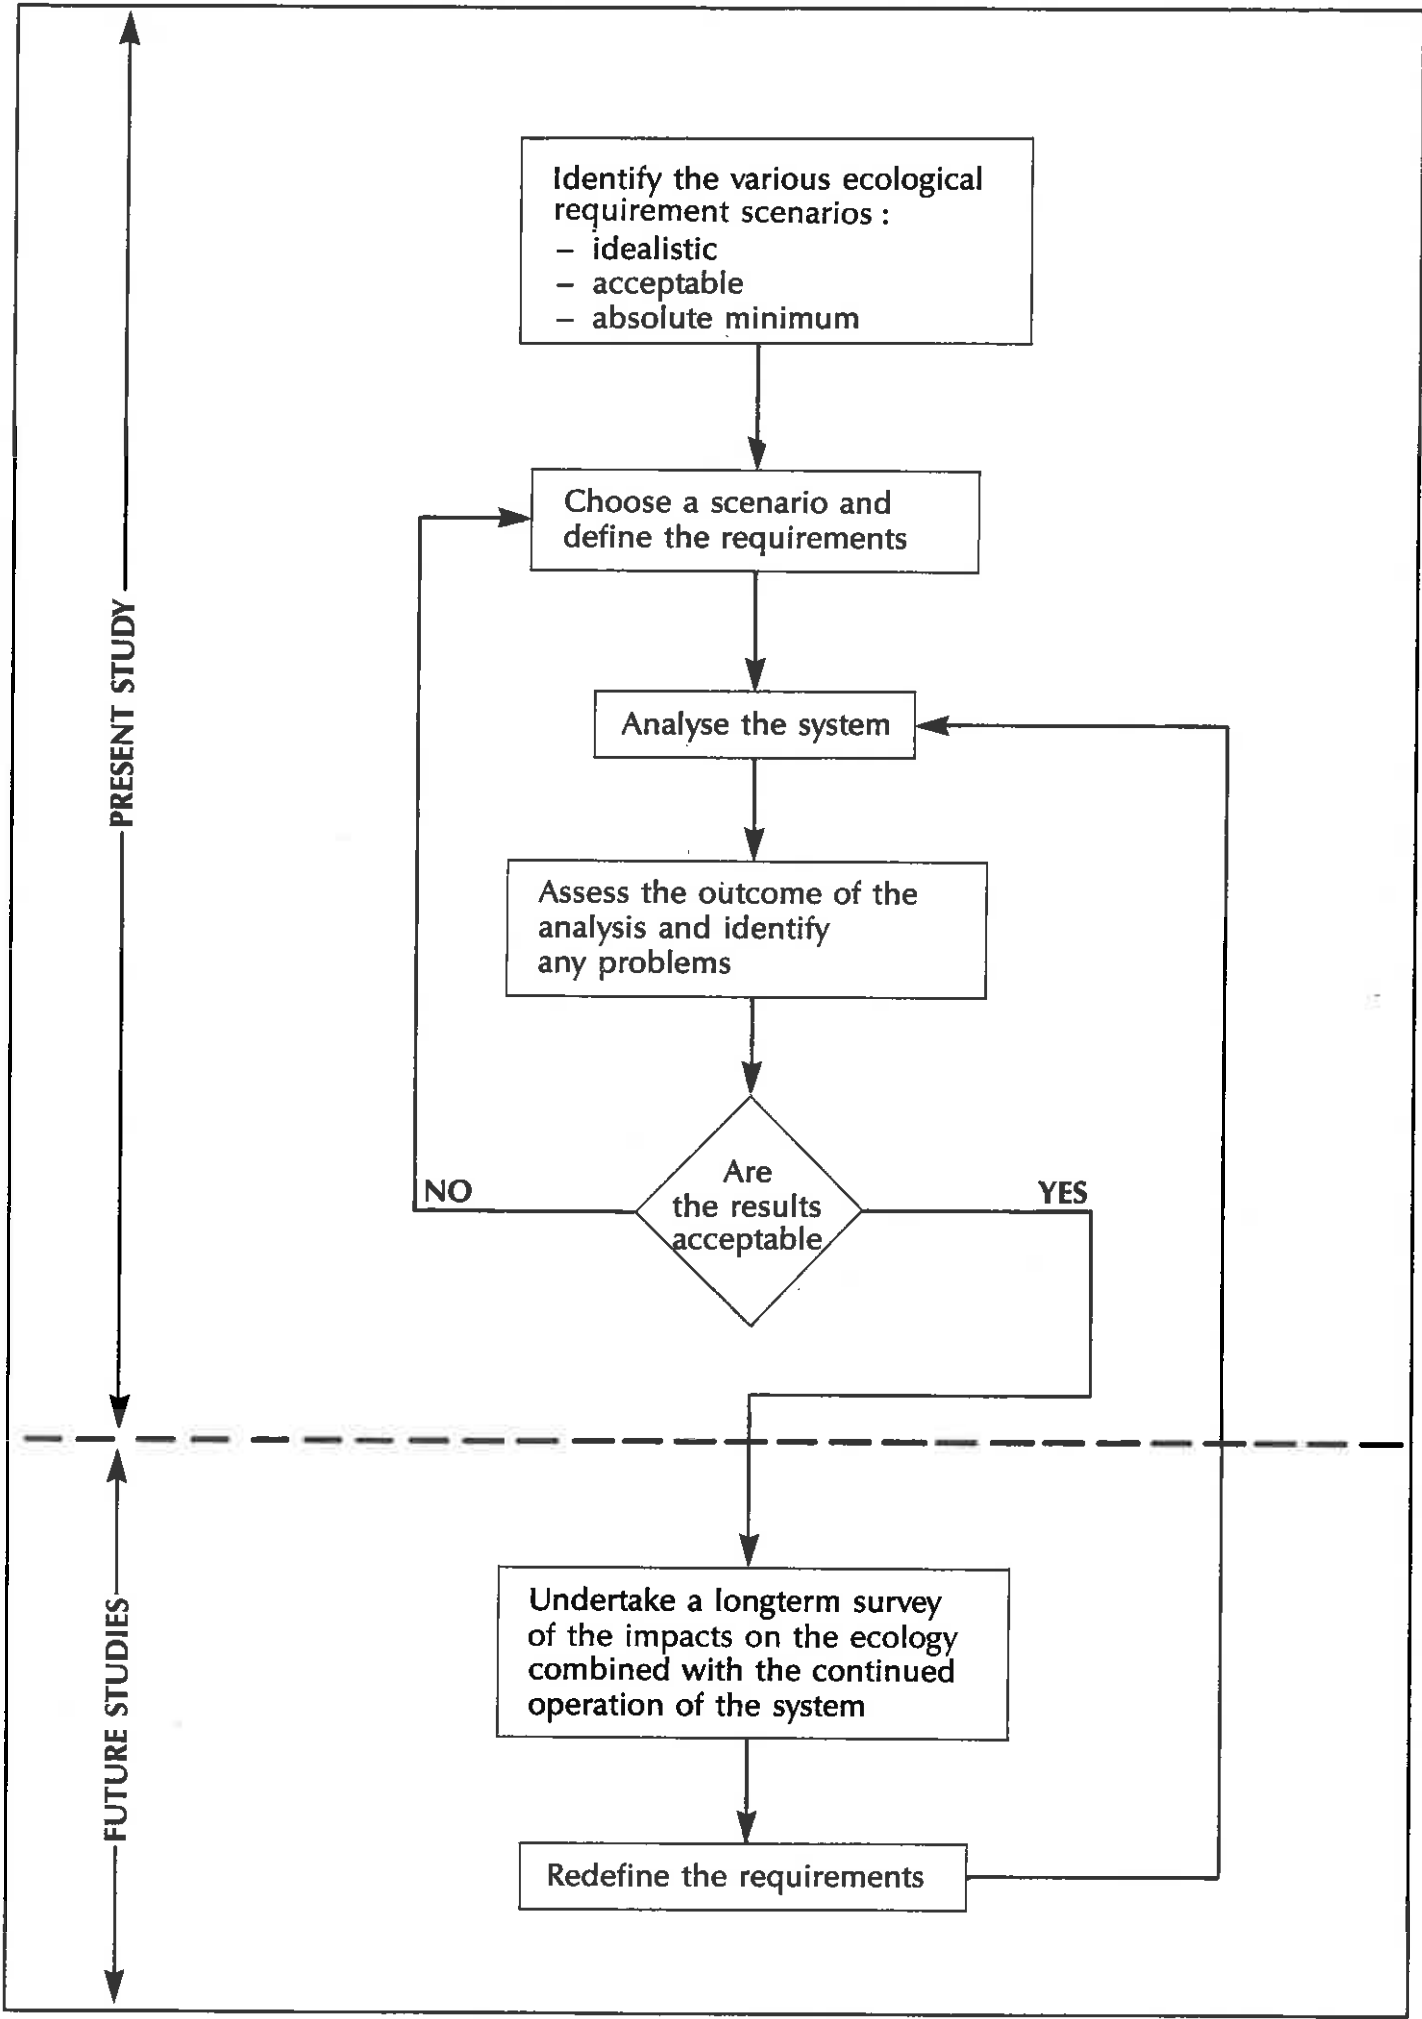 Identify the various ecological
requirement scenarios :
– idealistic
– acceptable
– absolute minimum
Choose a scenario and
define the requirements
PRESENT STUDY
Analyse the system
Assess the outcome of the
analysis and identify
any problems
Are
the results
acceptable
NO
YES
FUTURE STUDIES
Undertake a longterm survey
of the impacts on the ecology
combined with the continued
operation of the system
Redefine the requirements